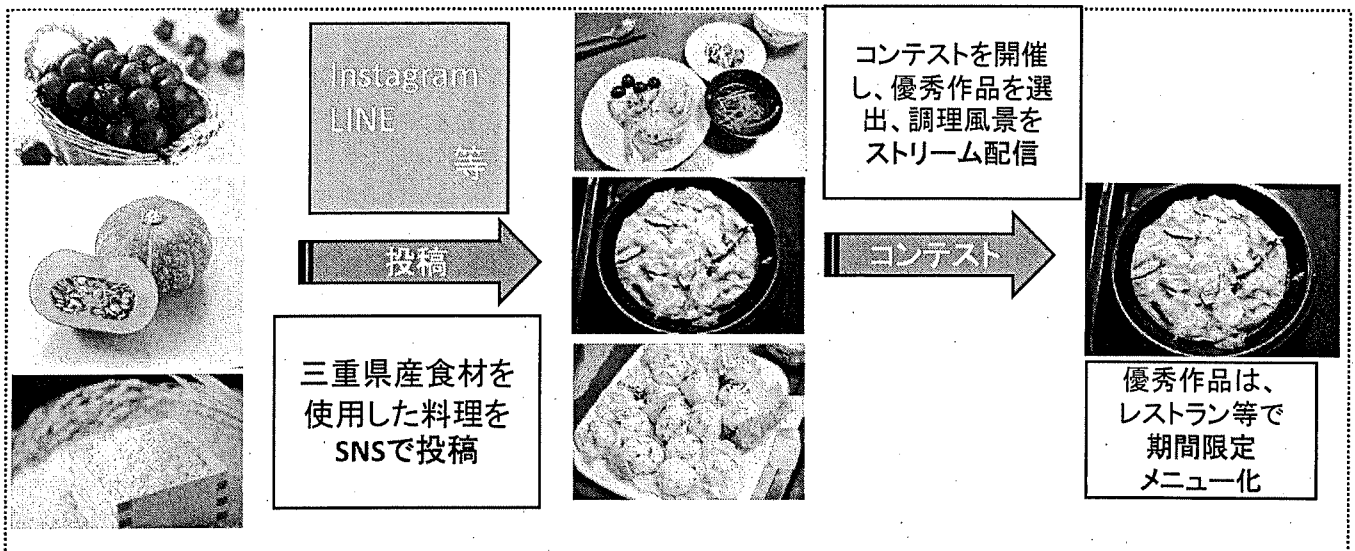 Instagram
LINE
等
投稿
三重県産食材を
使用した料理を
SNSで投稿
コンテストを開催
し、優秀作品を選
出、調理風景を
ストリーム配信
コンテスト
優秀作品は、
レストラン等で
期間限定
メニュー化